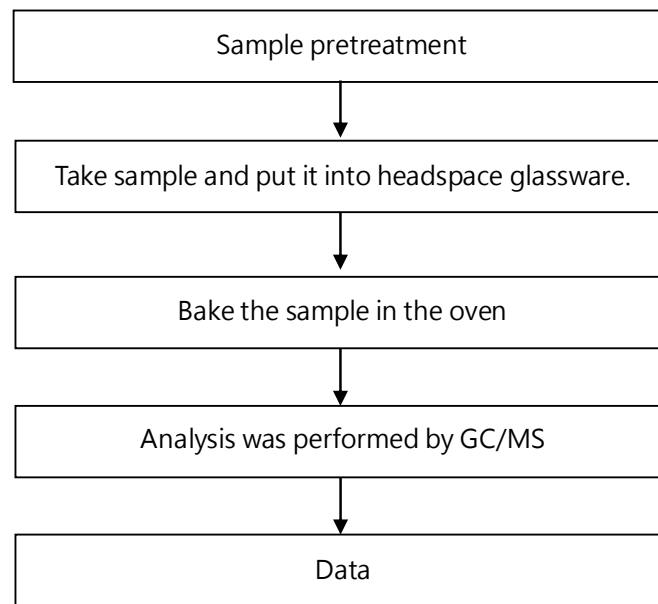 Sample pretreatment
Take sample and put it into headspace glassware.
Bake the sample in the oven
Analysis was performed by GC/MS
Data